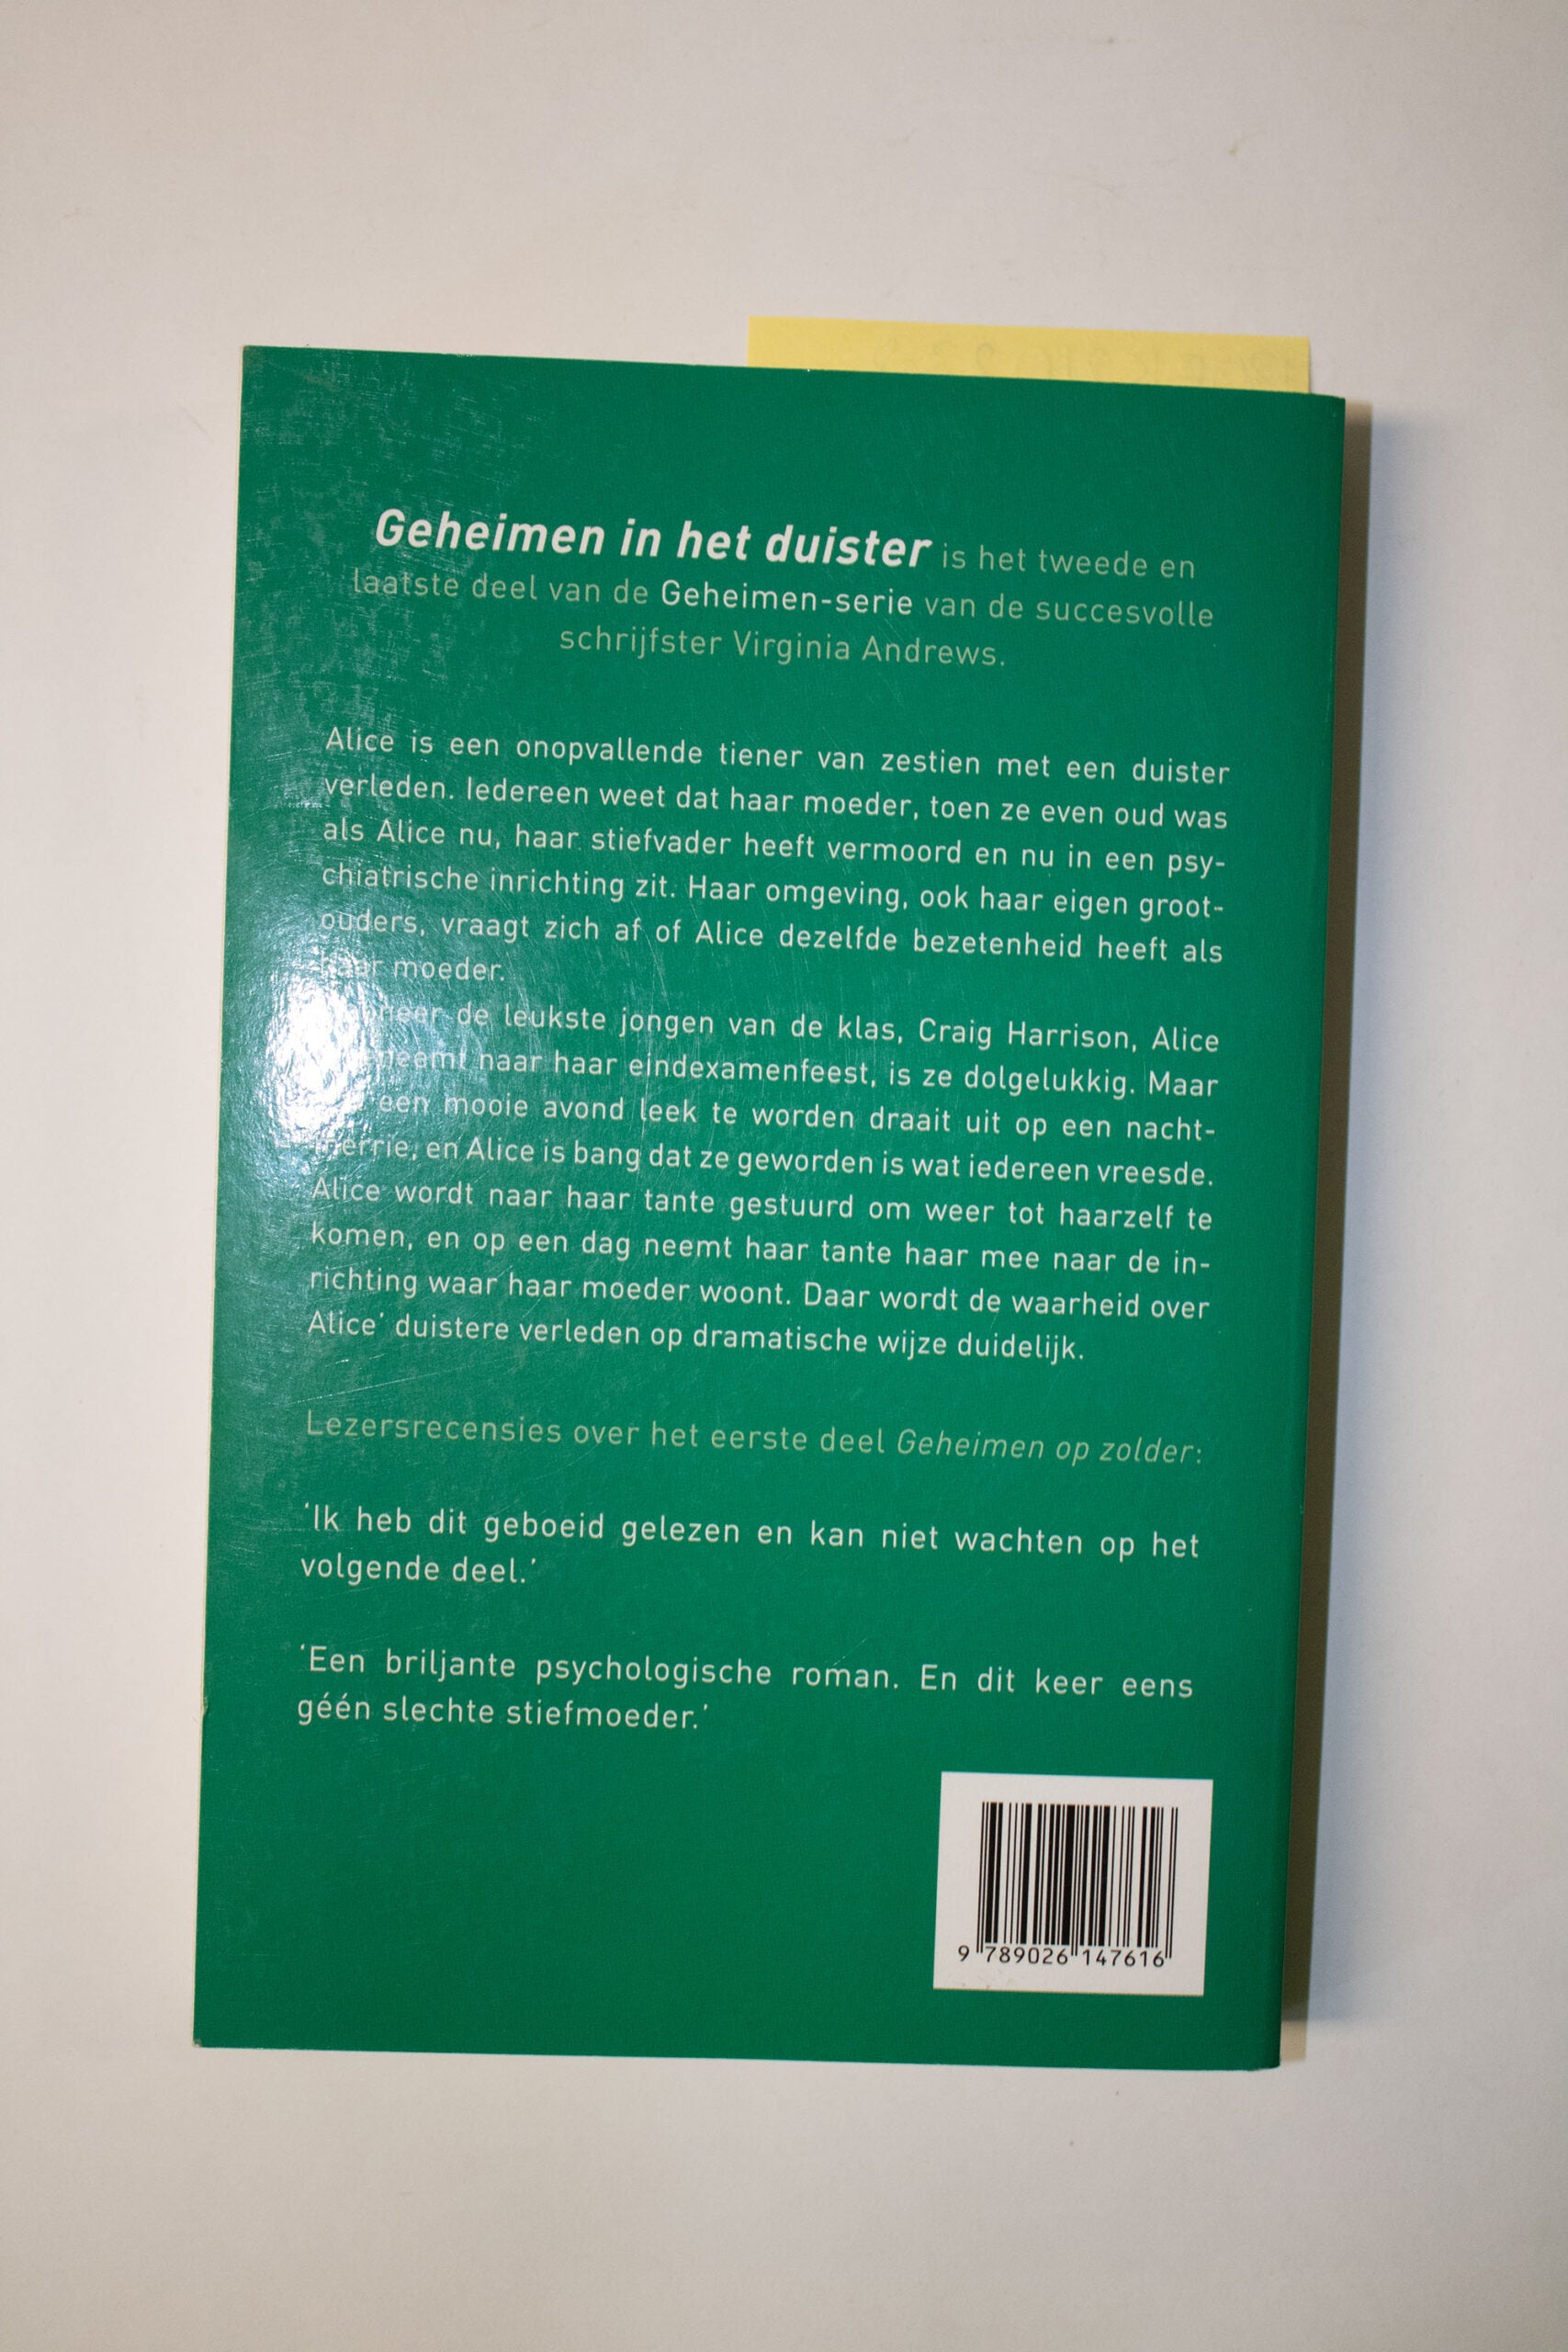 Geheimen in het duister is het tweede en
laatste deel van de Geheimen-serie van de succesvolle
schrijfster Virginia Andrews.
Alice is een onopvallende tiener van zestien met een duister
verleden. Iedereen weet dat haar moeder, toen ze even oud was
als Alice nu, haar stiefvader heeft vermoord en nu in een psy-
chiatrische inrichting zit. Haar omgeving, ook haar eigen groot-
ouders, vraagt zich af of Alice dezelfde bezetenheid heeft als
haar moeder.
de leukste jongen van de klas, Craig Harrison, Alice
naar haar eindexamenfeest, is ze dolgelukkig. Maar
een mooie avond leek te worden draait uit op een nacht-
merrie, en Alice is bang dat ze geworden is wat iedereen vreesde.
Alice wordt naar haar tante gestuurd om weer tot haarzelf te
komen, en op een dag neemt haar tante haar mee naar de in-
richting waar haar moeder woont. Daar wordt de waarheid over
Alice' duistere verleden op dramatische wijze duidelijk.
Lezersrecensies over het eerste deel Geheimen op zolder:
'Ik heb dit geboeid gelezen en kan niet wachten op het
volgende deel.'
'Een briljante psychologische roman. En dit keer eens
géén slechte stiefmoeder.'
9 789026 147616